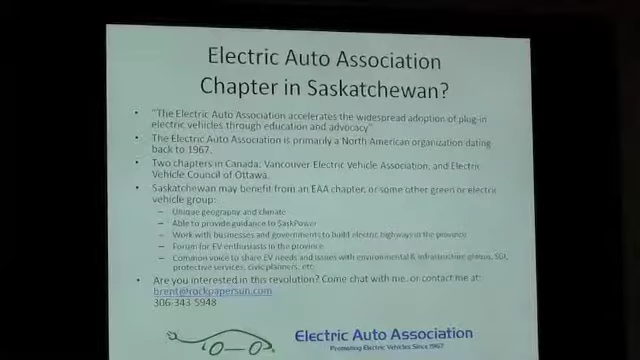 Electric Auto Association
Chapter in Saskatchewan?
• "The Electric Auto Association accelerates the widespread adoption of plug-in
electric vehicles through education and advocacy"
• The Electric Auto Association is primarily a North American organization dating
back to 1967.
• Two chapters in Canada: Vancouver Electric Vehicle Association, and Electric
Vehicle Council of Ottawa.
• Saskatchewan may benefit from an EAA chapter, or some other green or electric
vehicle group:
– Unique geography and climate
– Able to provide guidance to SaskPower
– Work with businesses and governments to build electric highways in the province
– Forum for EV enthusiasts in the province
– Common voice to share EV needs and issues with environmental & infrastructure groups, SGI,
protective services, civic planners, etc.
• Are you interested in this revolution? Come chat with me, or contact me at:
brent@rockpapersun.com
306-343-5948
Electric Auto Association
Promoting Electric Vehicles Since 1967